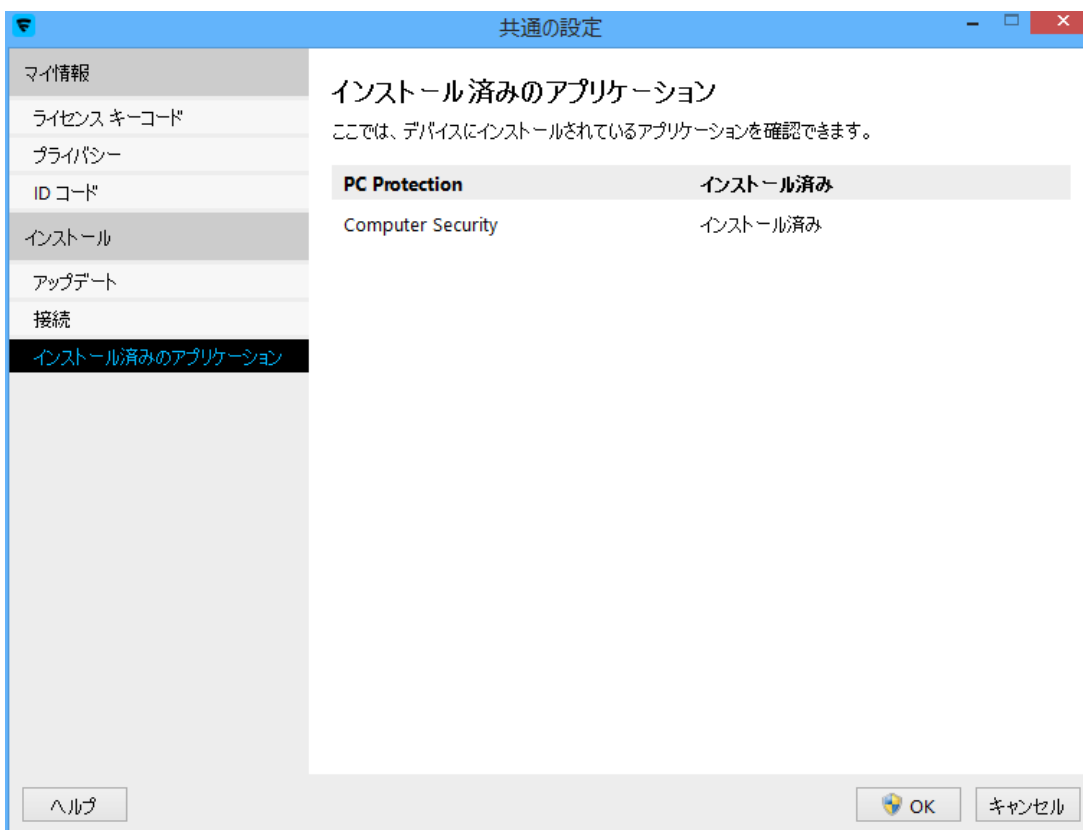 共通の設定
マイ情報
ライセンス キーコード
プライバシー
ID コード
インストール
アップデート
接続
インストール済みのアプリケーション
インストール済みのアプリケーション
ここでは、デバイスにインストールされているアプリケーションを確認できます。
PC Protection インストール済み
Computer Security インストール済み
ヘルプ
OK
キャンセル